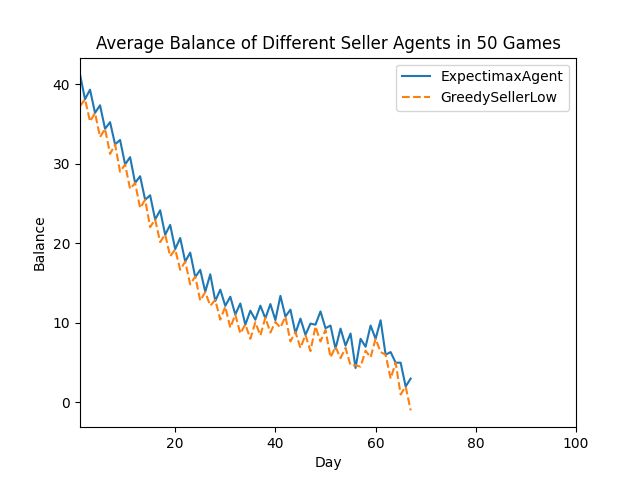 Average Balance of Different Seller Agents in 50 Games
ExpectimaxAgent
GreedySellerLow
40
30
20
10
0
Balance
20
40
60
80
100
Day